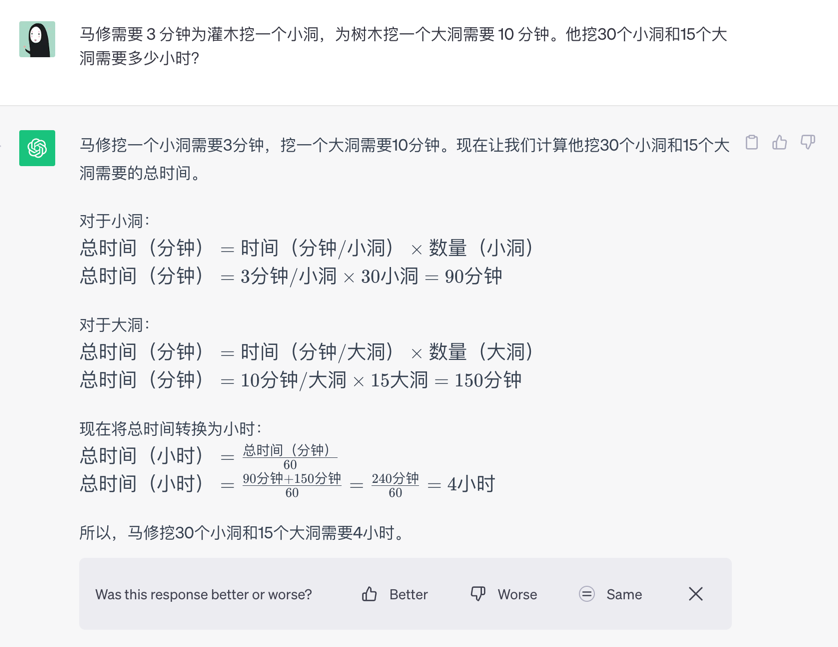 马修需要 3 分钟为灌木挖一个小洞，为树木挖一个大洞需要 10 分钟。他挖30个小洞和15个大
洞需要多少小时?
马修挖一个小洞需要3分钟，挖一个大洞需要10分钟。现在让我们计算他挖30个小洞和15个大
洞需要的总时间。
对于小洞：
总时间（分钟） = 时间（分钟/小洞） × 数量（小洞）
总时间（分钟） = 3分钟/小洞 × 30小洞 = 90分钟
对于大洞：
总时间（分钟） = 时间（分钟/大洞） × 数量（大洞）
总时间（分钟） = 10分钟/大洞 × 15大洞 = 150分钟
现在将总时间转换为小时：
总时间（小时） = 总时间（分钟）/60
总时间（小时） = 90分钟+150分钟/60 = 240分钟/60 = 4小时
所以，马修挖30个小洞和15个大洞需要4小时。
Was this response better or worse? Better Worse Same